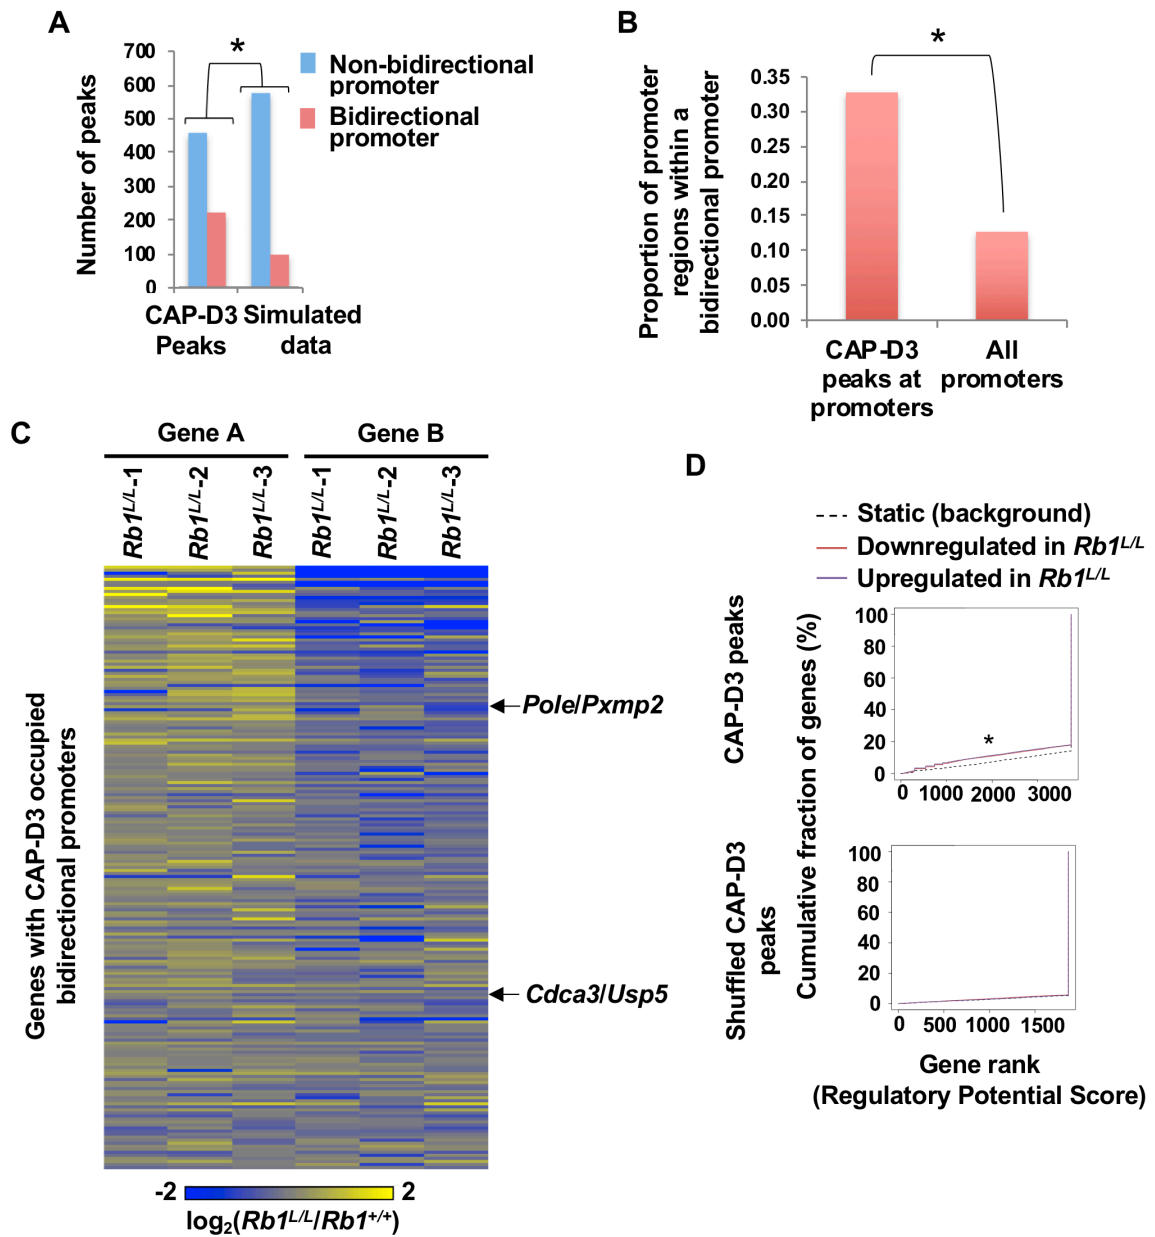 A
700
600
500
400
300
200
100
0
Number of peaks
*
Non-bidirectional
promoter
Bidirectional
promoter
CAP-D3
Peaks
Simulated
data
B
Proportion of promoter
regions within a
bidirectional promoter
0.35
0.30
0.25
0.20
0.15
0.10
0.05
0.00
*
CAP-D3
peaks at
promoters
All
promoters
C
Gene A
Gene B
Rb1L/L-1
Rb1L/L-2
Rb1L/L-3
Rb1L/L-1
Rb1L/L-2
Rb1L/L-3
Genes with CAP-D3 occupied
bidirectional promoters
Pole/Pxmp2
Cdca3/Usp5
-2
2
log2(Rb1L/L/Rb1+/+)
D
Static (background)
Downregulated in Rb1L/L
Upregulated in Rb1L/L
CAP-D3 peaks
Shuffled CAP-D3
peaks
Cumulative fraction of genes (%)
100
80
60
40
20
0
*
0 1000 2000 3000
100
80
60
40
20
0
0 500 1000 1500
Gene rank
(Regulatory Potential Score)